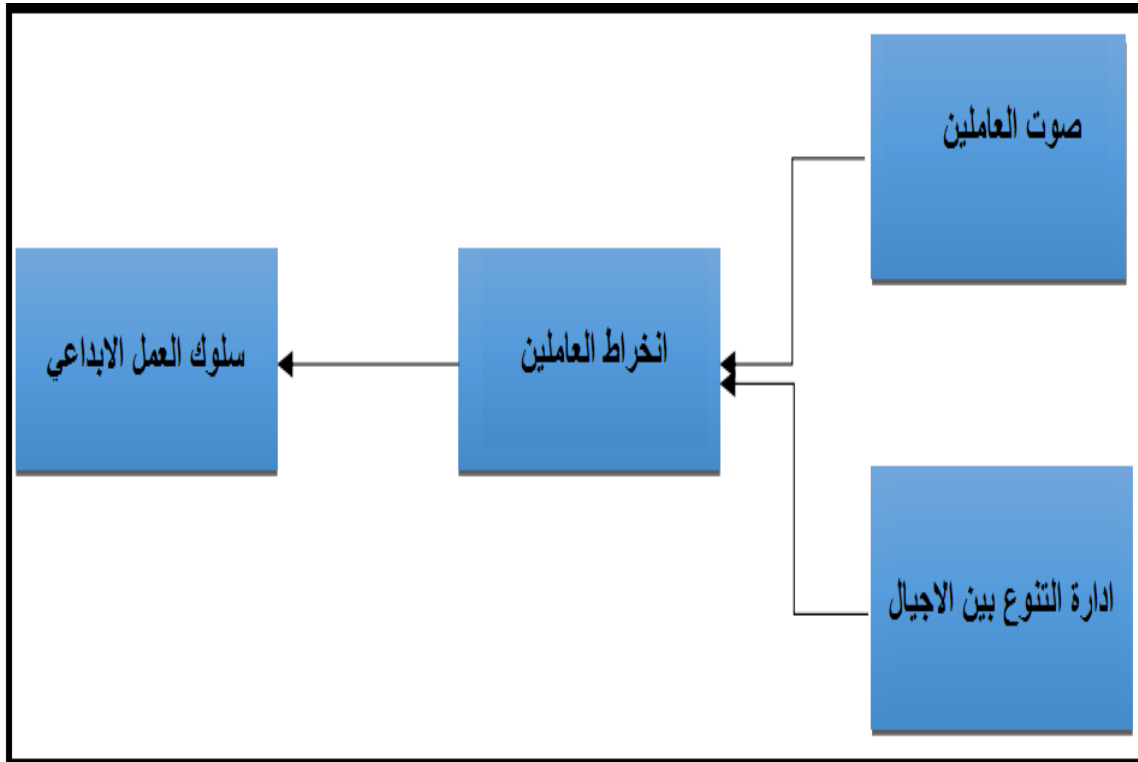 صوت العاملين
انخراط العاملين
سلوك العمل الابداعي
ادارة التنوع بين الاجيال